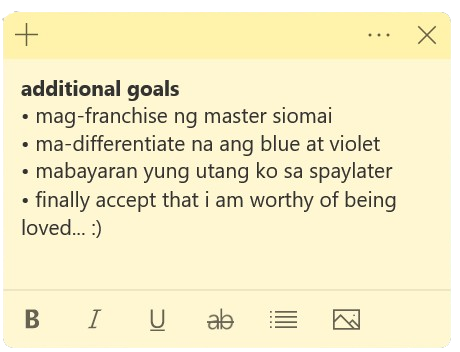 additional goals
• mag-franchise ng master siomai
• ma-differentiate na ang blue at violet
• mabayaran yung utang ko sa spaylater
• finally accept that i am worthy of being
loved... :)
B I U ab